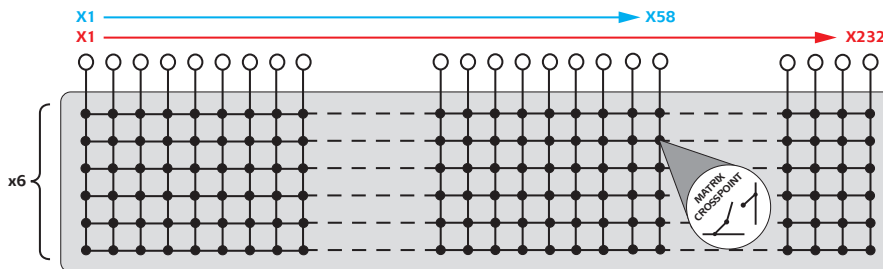 X1 X58
X1 X232
x6
MATRIX
CROSSPOINT